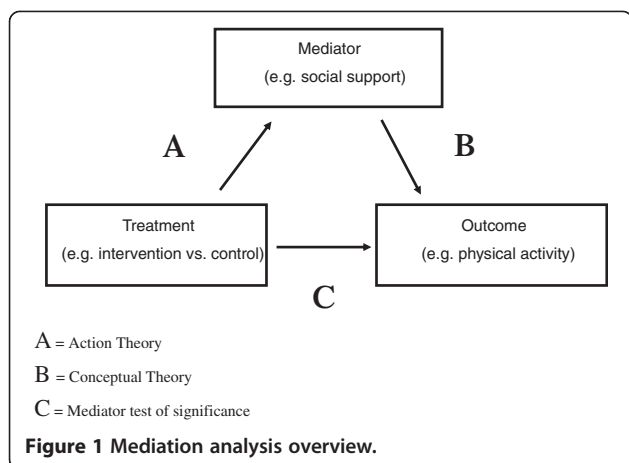 Mediator
(e.g. social support)
A
B
Treatment
(e.g. intervention vs. control)
Outcome
(e.g. physical activity)
C
A = Action Theory
B = Conceptual Theory
C = Mediator test of significance
Figure 1 Mediation analysis overview.